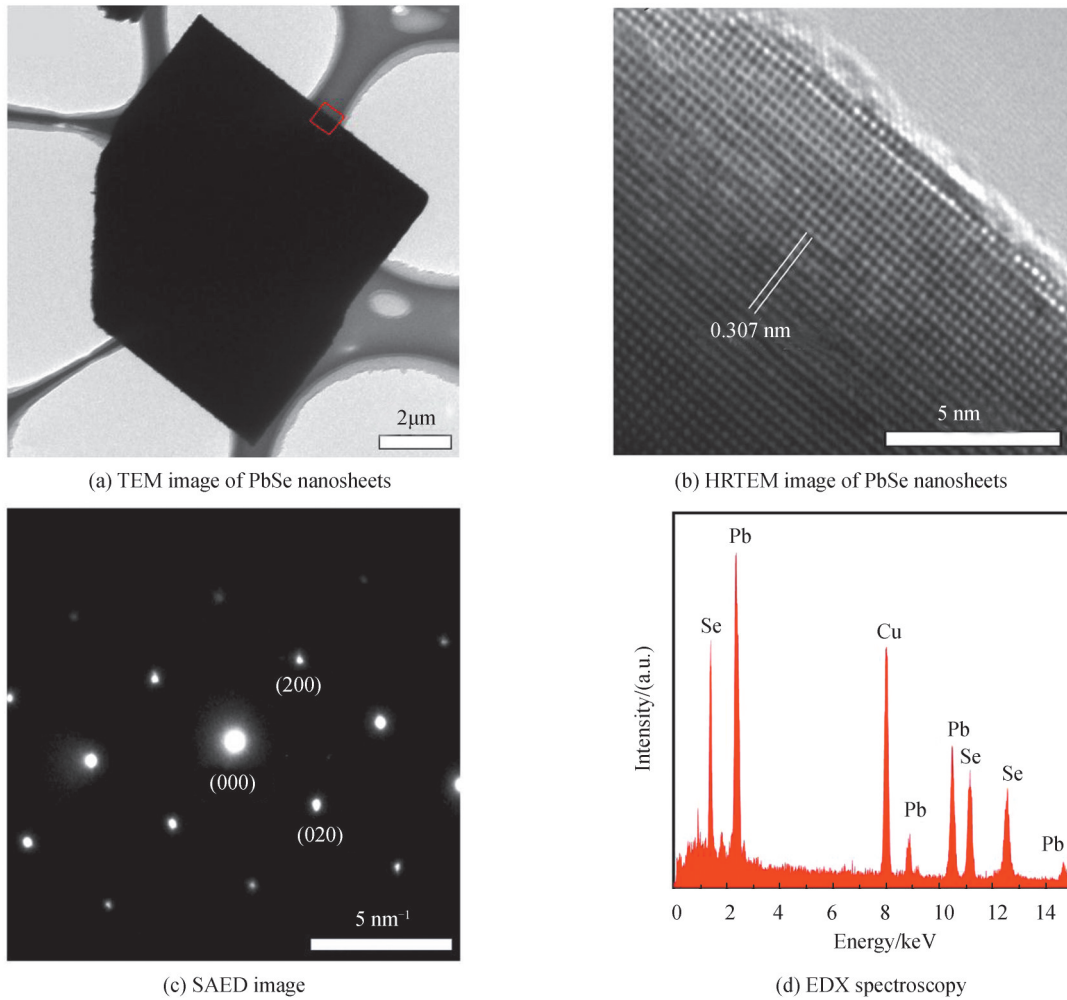 2μm
(a) TEM image of PbSe nanosheets
0.307 nm
5 nm
(b) HRTEM image of PbSe nanosheets
(200)
(000)
(020)
5 nm⁻¹
(c) SAED image
Intensity/(a.u.)
Se
Pb
Cu
Pb
Pb
Se
Se
Pb
0 2 4 6 8 10 12 14
Energy/keV
(d) EDX spectroscopy